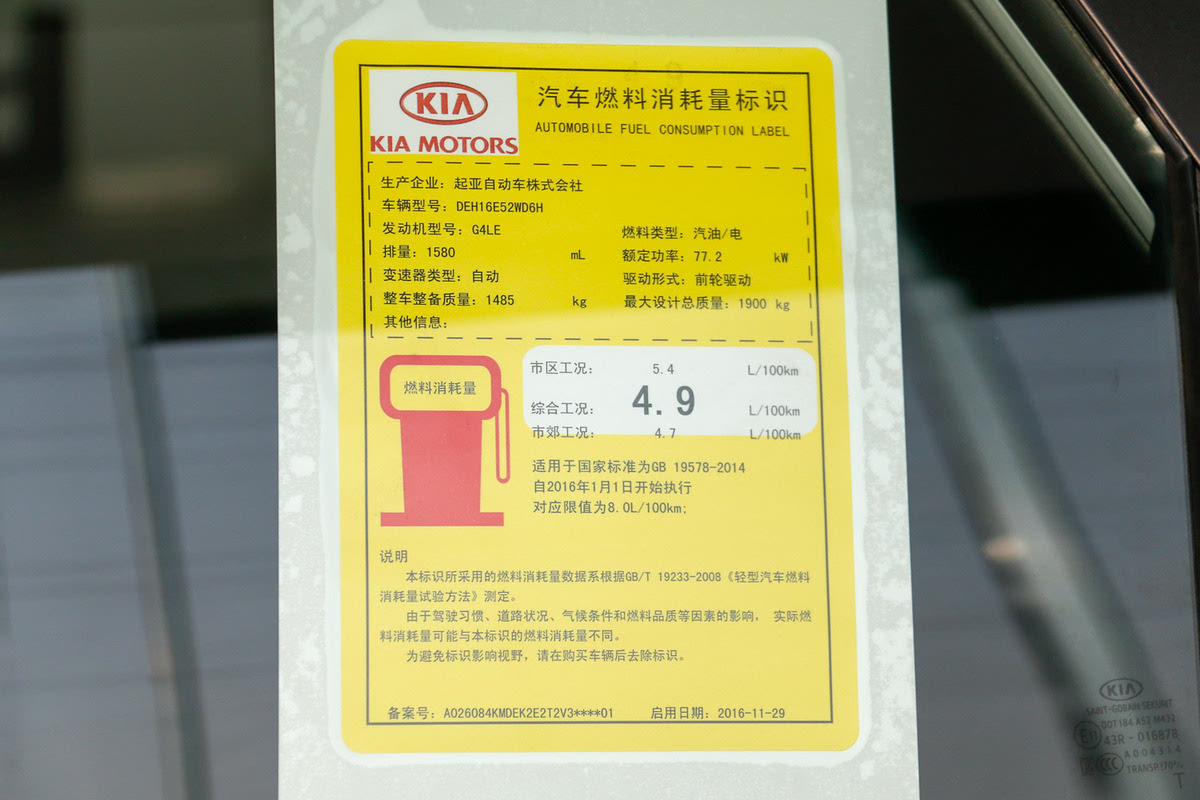 KIA
KIA MOTORS
汽车燃料消耗量标识
AUTOMOBILE FUEL CONSUMPTION LABEL
生产企业：起亚自动车株式会社
车辆型号：DEH16E52WD6H
发动机型号：G4LE 燃料类型：汽油/电
排量：1580 mL 额定功率：77.2 kW
变速器类型：自动 驱动形式：前轮驱动
整车整备质量：1485 kg 最大设计总质量：1900 kg
其他信息：
燃料消耗量
市区工况： 5.4 L/100km
综合工况： 4.9 L/100km
市郊工况： 4.7 L/100km
适用于国家标准为GB 19578-2014
自2016年1月1日开始执行
对应限值为8.0L/100km;
说明
本标识所采用的燃料消耗量数据系根据GB/T 19233-2008《轻型汽车燃料
消耗量试验方法》测定。
由于驾驶习惯、道路状况、气候条件和燃料品质等因素的影响， 实际燃
料消耗量可能与本标识的燃料消耗量不同。
为避免标识影响视野，请在购买车辆后去除标识。
备案号：A026084KMDEK2E2T2V3****01 启用日期：2016-11-29
KIA
SAINT-GOBAIN SEKURIT
DOT 184 AS2 M432
E11 43R - 016878
CCC A004314
TRANSP.≥70%
T